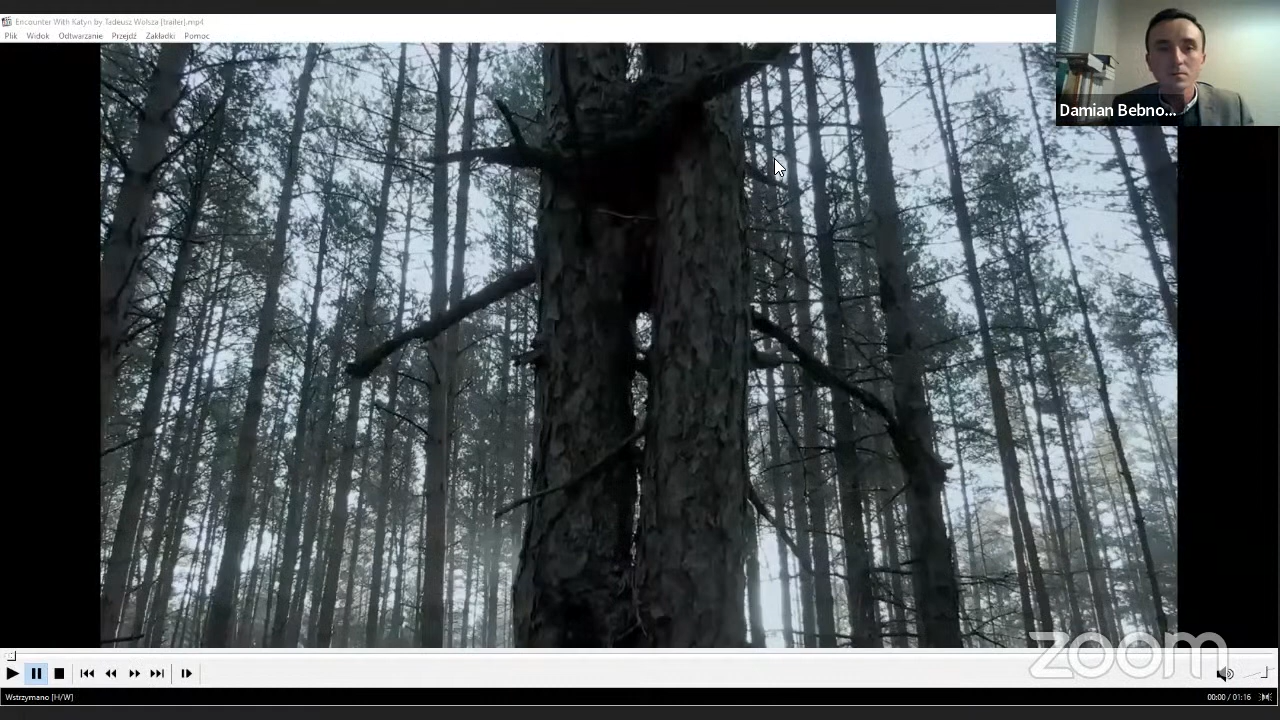 Encounter With Katyn by Tadeusz Wolsza [trailer].mp4
Plik Widok Odtwarzanie Przejdź Zakładki Pomoc
Damian Bebno...
zoom
Wstrzymano [H/W]
00:00 / 01:16